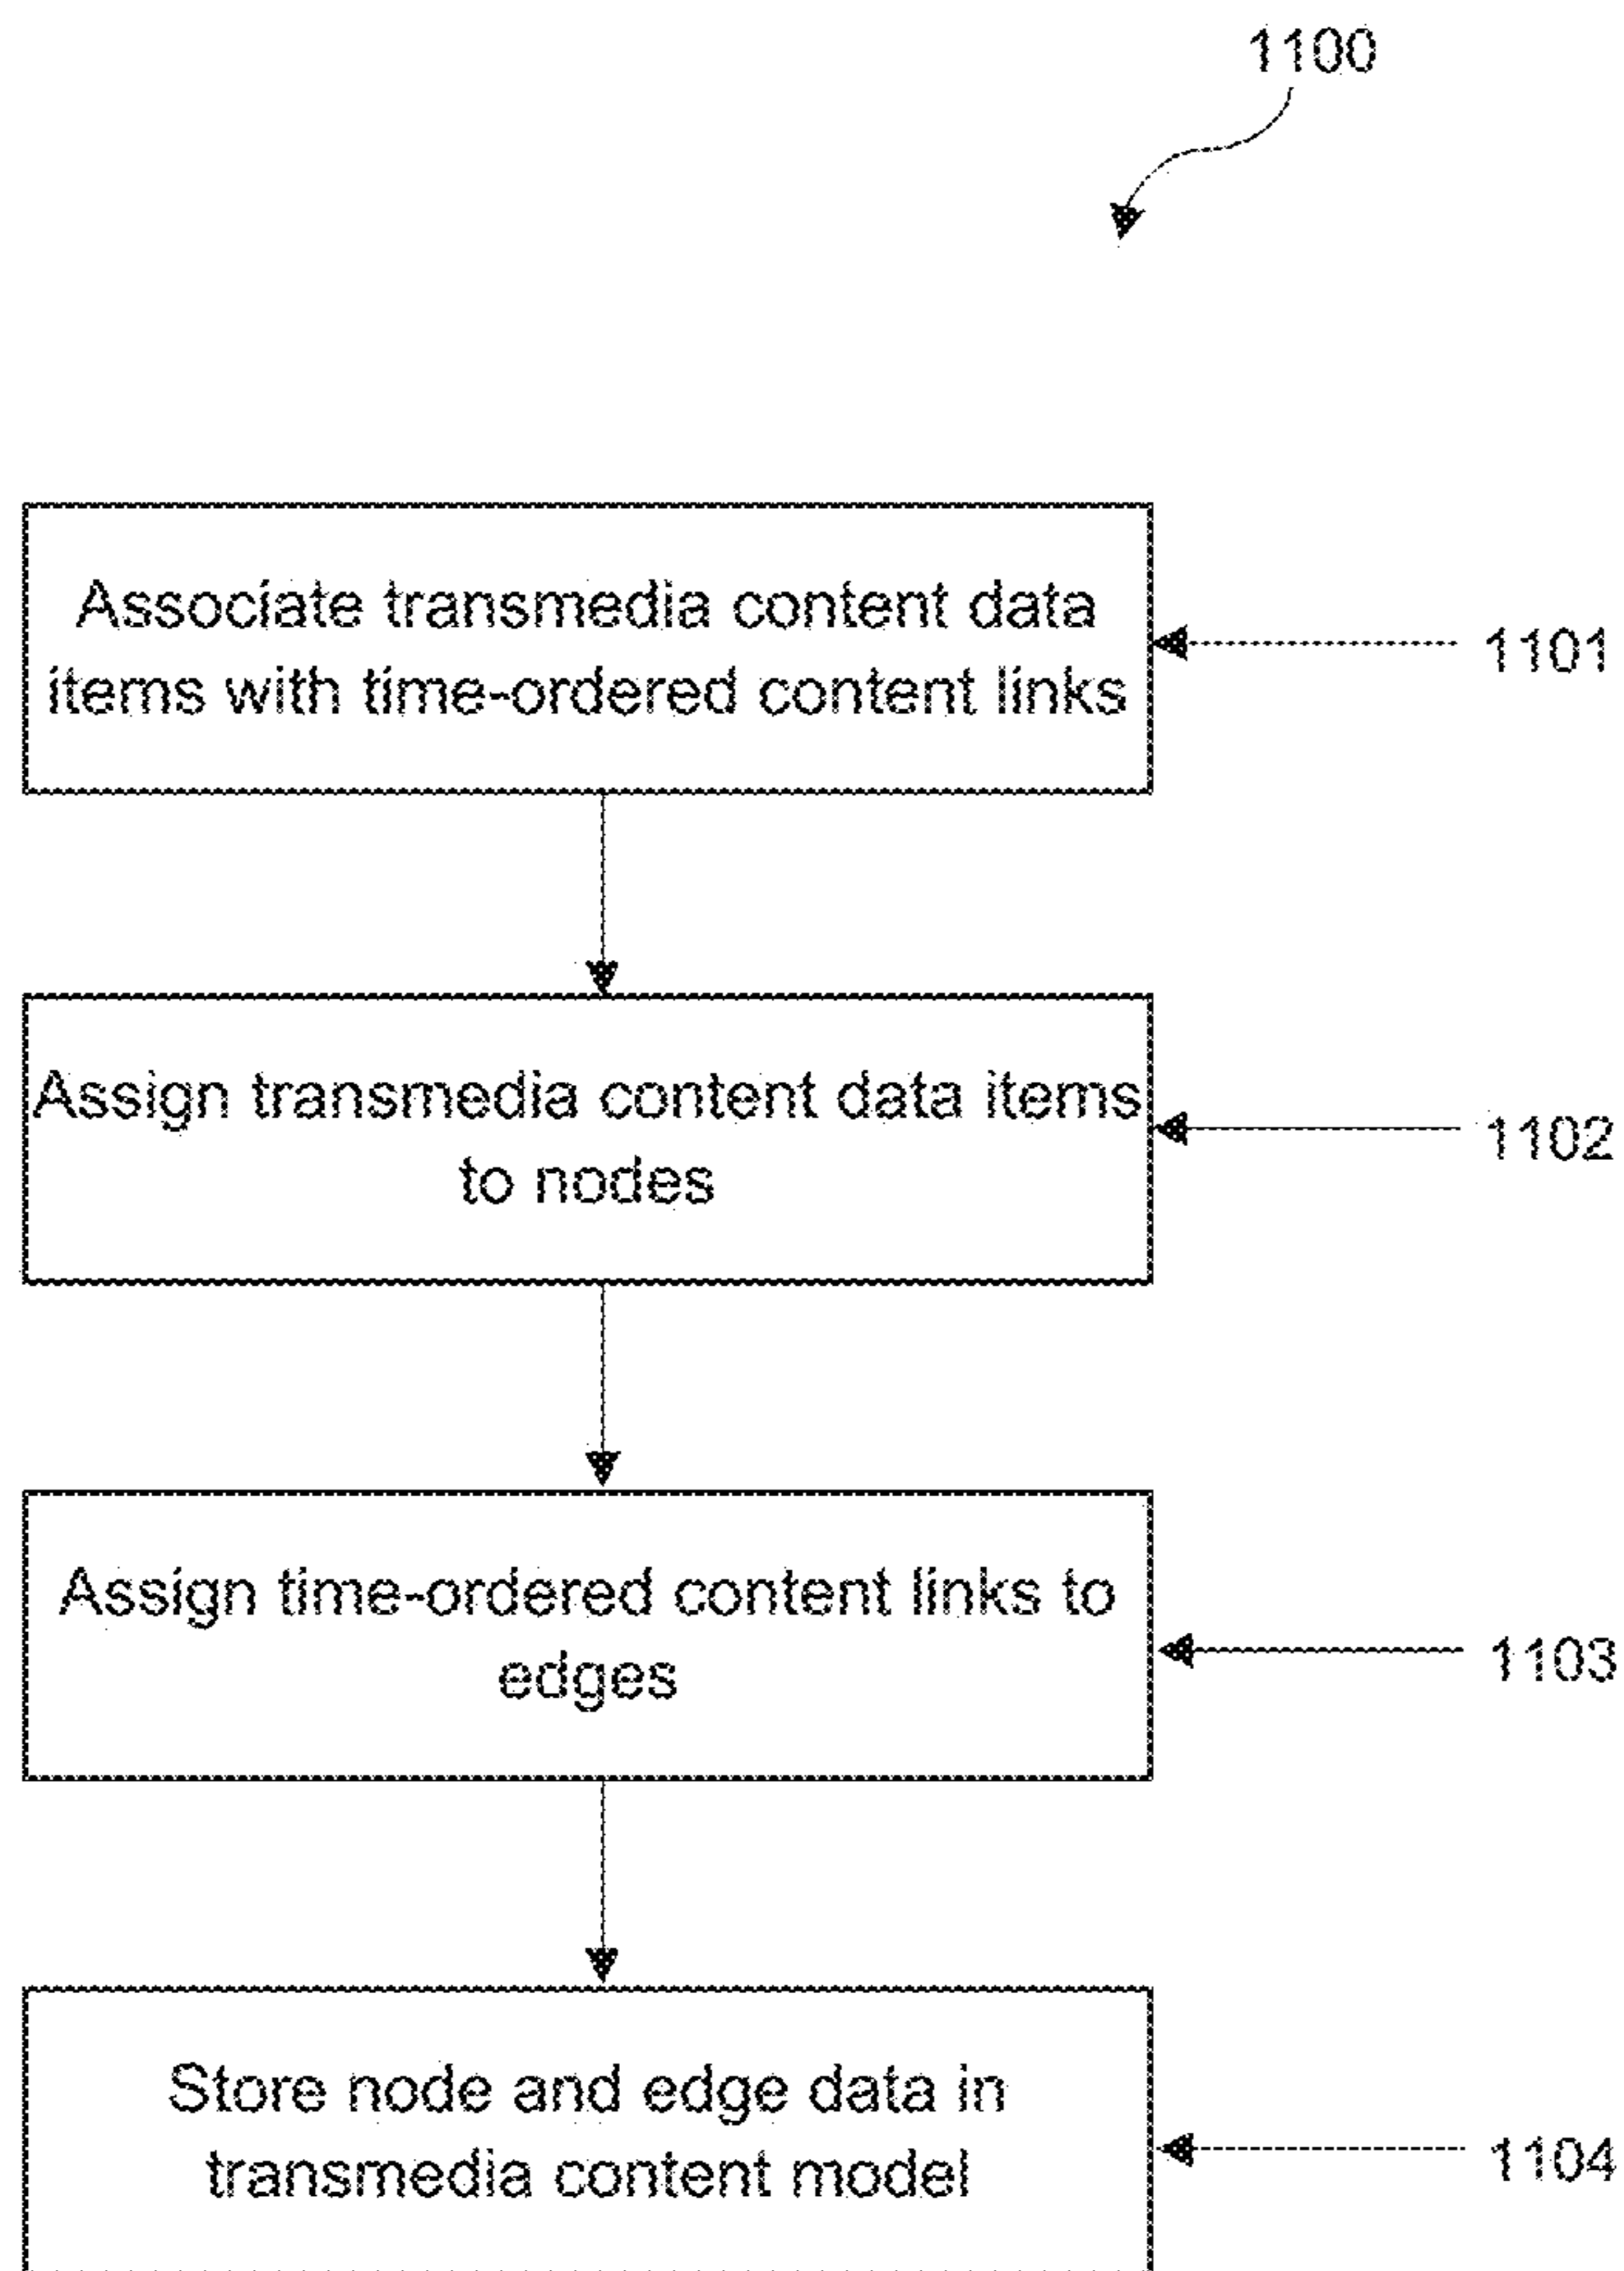 1100
Associate transmedia content data
items with time-ordered content links
1101
Assign transmedia content data items
to nodes
1102
Assign time-ordered content links to
edges
1103
Store node and edge data in
transmedia content model
1104